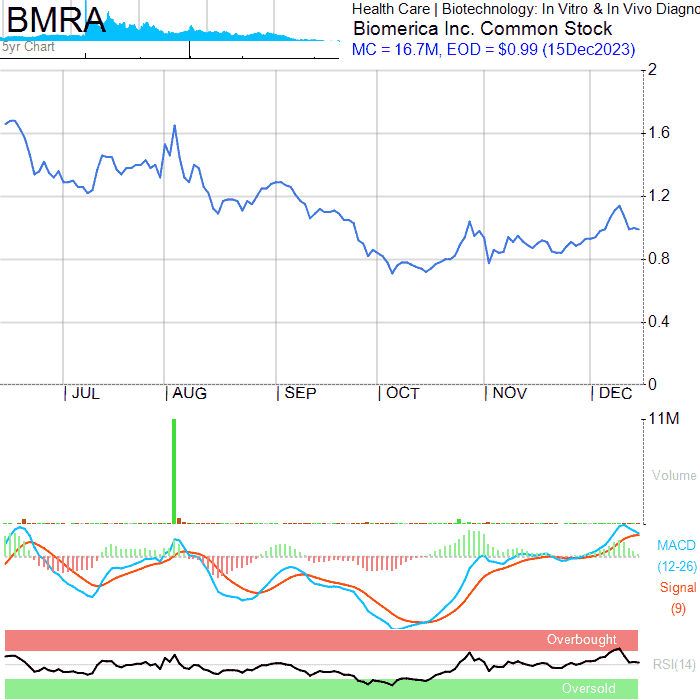 BMRA
5yr Chart
Health Care | Biotechnology: In Vitro & In Vivo Diagno
Biomerica Inc. Common Stock
MC = 16.7M, EOD = $0.99 (15Dec2023)
2
1.6
1.2
0.8
0.4
0
JUL AUG SEP OCT NOV DEC
11M
Volume
MACD
(12-26)
Signal
(9)
Overbought
RSI(14)
Oversold